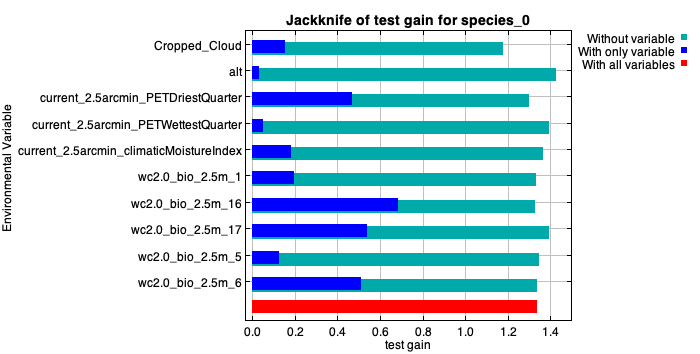 Jackknife of test gain for species_0
Without variable
With only variable
With all variables
Environmental Variable
Cropped_Cloud
alt
current_2.5arcmin_PETDriestQuarter
current_2.5arcmin_PETWettestQuarter
current_2.5arcmin_climaticMoistureIndex
wc2.0_bio_2.5m_1
wc2.0_bio_2.5m_16
wc2.0_bio_2.5m_17
wc2.0_bio_2.5m_5
wc2.0_bio_2.5m_6
0.0 0.2 0.4 0.6 0.8 1.0 1.2 1.4
test gain